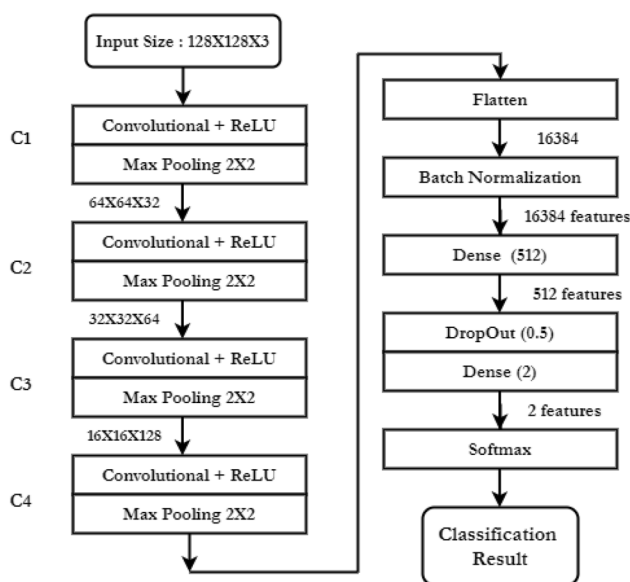 Input Size : 128X128X3
C1
Convolutional + ReLU
Max Pooling 2X2
64X64X32
C2
Convolutional + ReLU
Max Pooling 2X2
32X32X64
C3
Convolutional + ReLU
Max Pooling 2X2
16X16X128
C4
Convolutional + ReLU
Max Pooling 2X2
Flatten
16384
Batch Normalization
16384 features
Dense (512)
512 features
DropOut (0.5)
Dense (2)
2 features
Softmax
Classification
Result